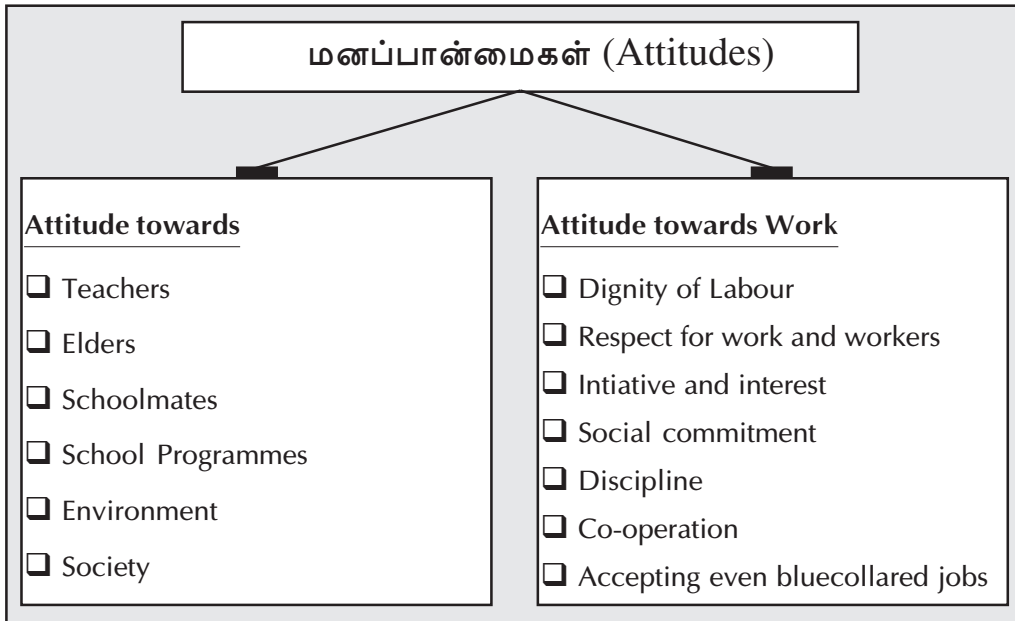 மனப்பான்மைகள் (Attitudes)
Attitude towards
❑ Teachers
❑ Elders
❑ Schoolmates
❑ School Programmes
❑ Environment
❑ Society
Attitude towards Work
❑ Dignity of Labour
❑ Respect for work and workers
❑ Intiative and interest
❑ Social commitment
❑ Discipline
❑ Co-operation
❑ Accepting even bluecollared jobs